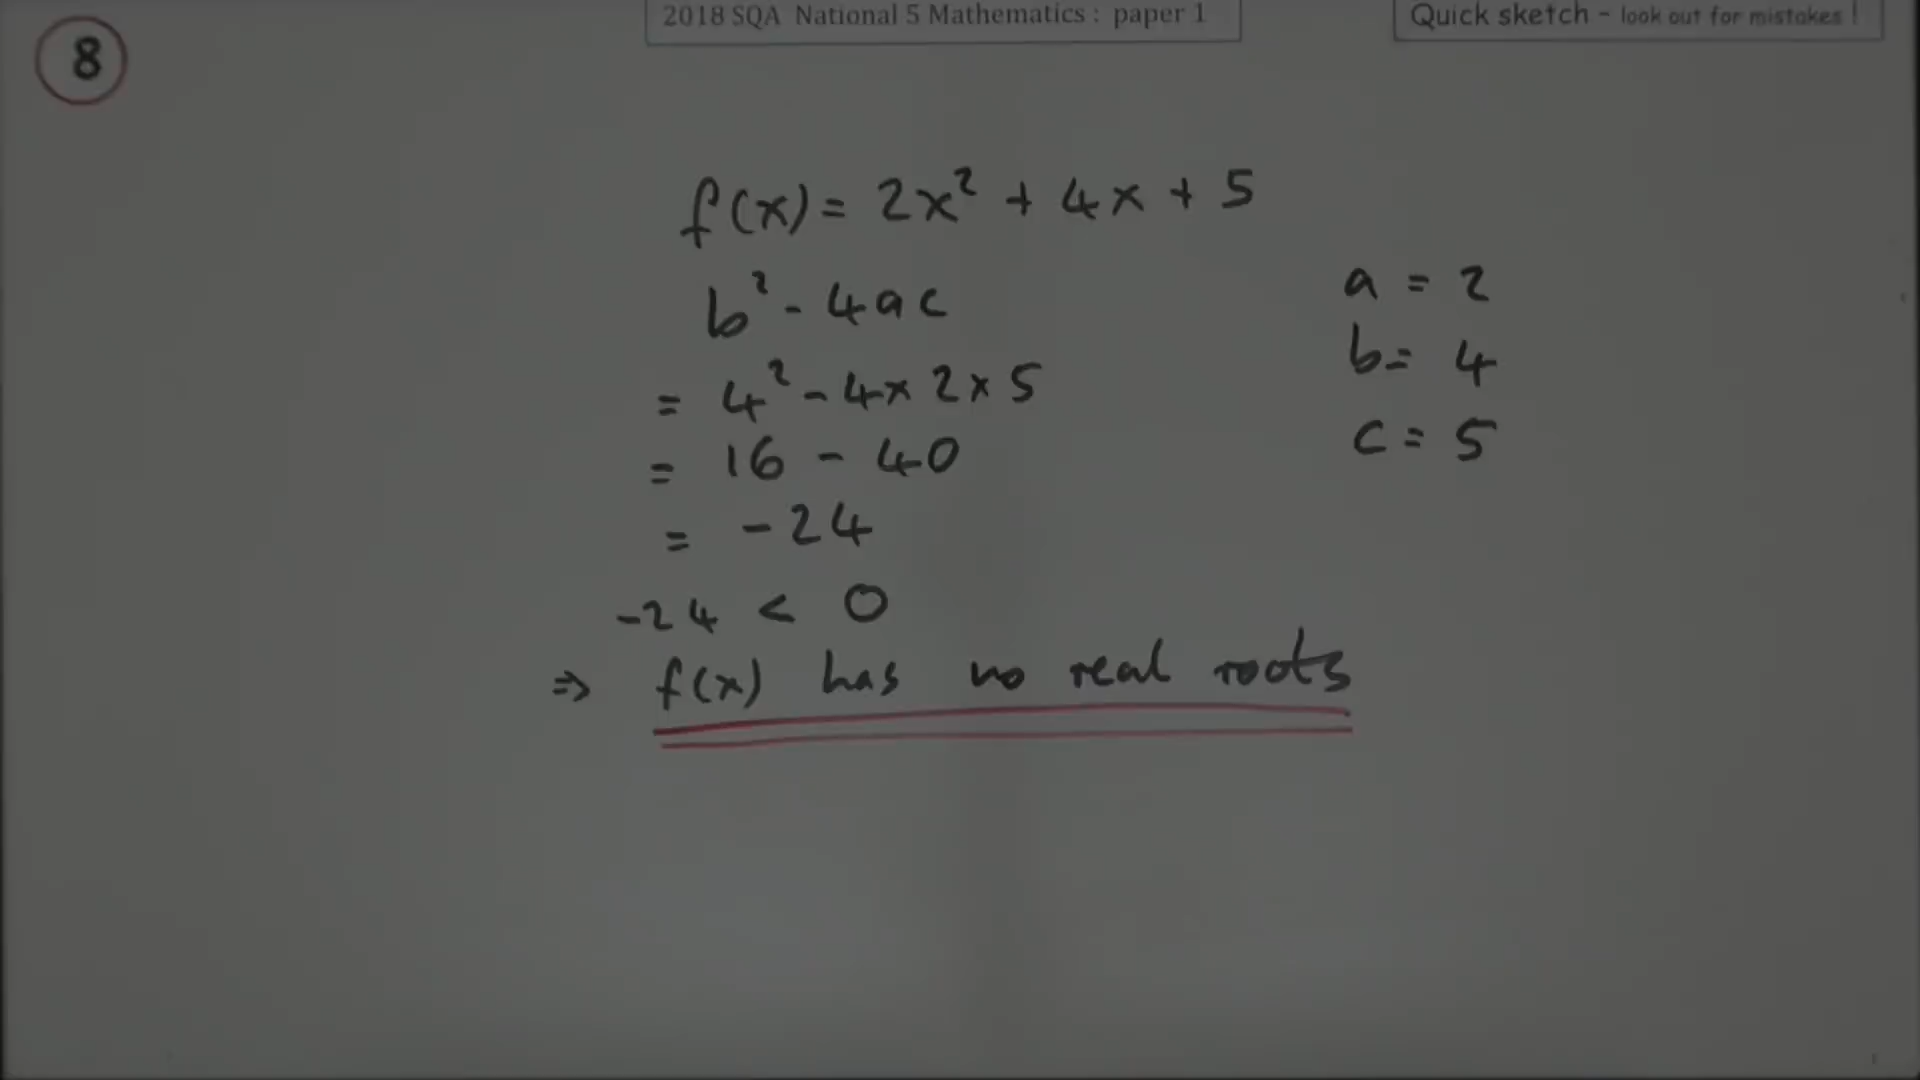 2018 SQA National 5 Mathematics : paper 1
Quick sketch - look out for mistakes !
8
f(x) = 2x² + 4x + 5
b² - 4ac
= 4² - 4 × 2 × 5
= 16 - 40
= -24
-24 < 0
⇒ f(x) has no real roots
a = 2
b = 4
c = 5